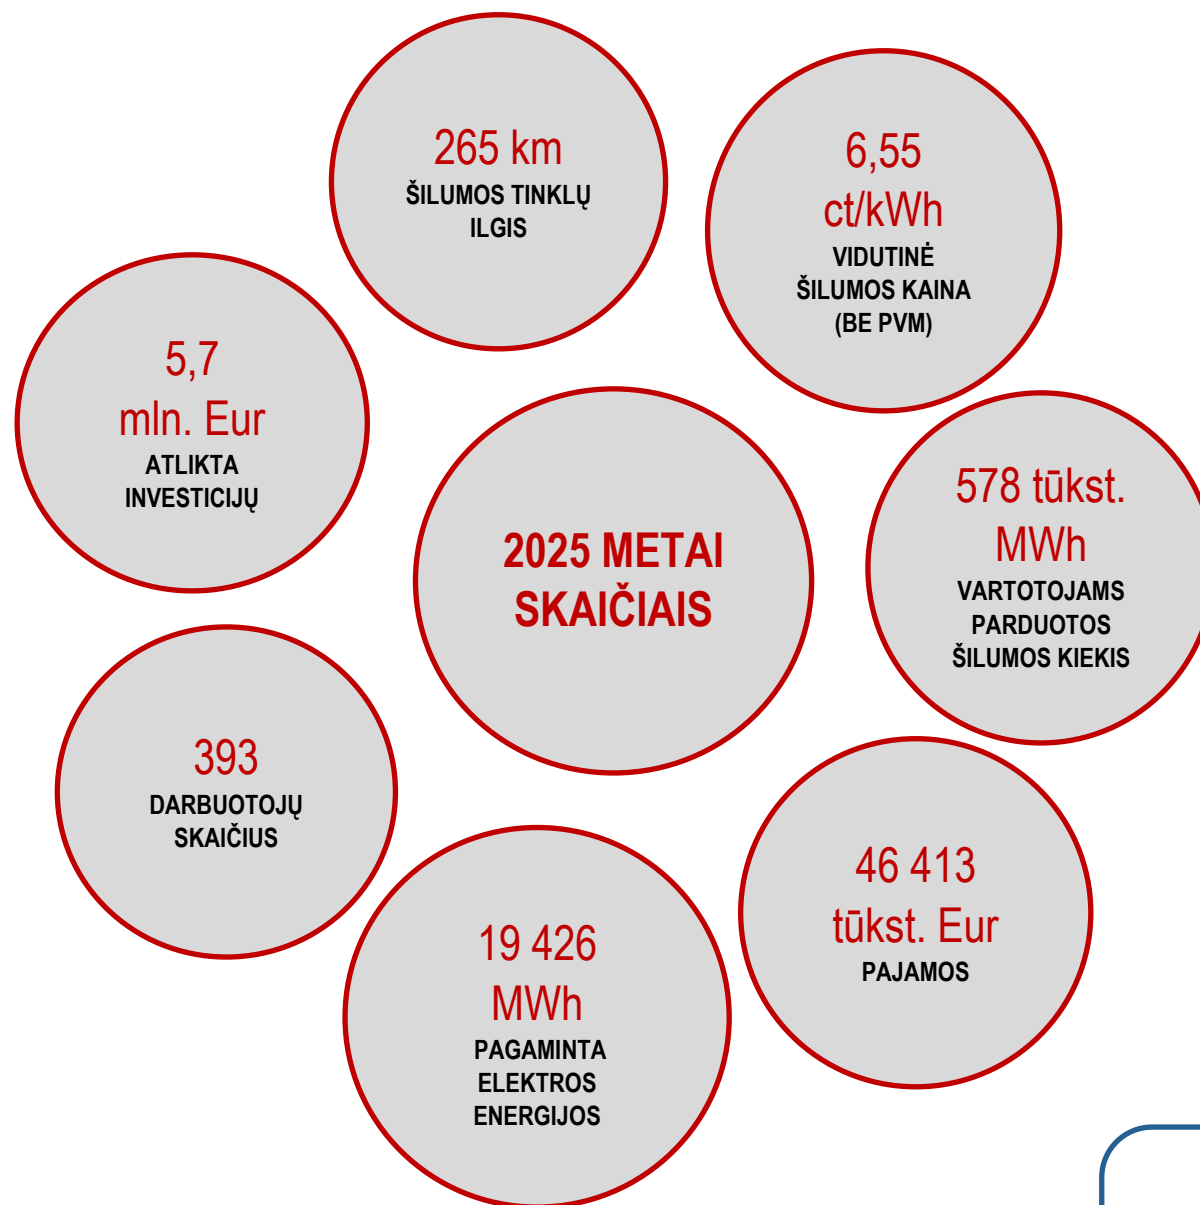 265 km
ŠILUMOS TINKLŲ
ILGIS
6,55
ct/kWh
VIDUTINĖ
ŠILUMOS KAINA
(BE PVM)
5,7
mln. Eur
ATLIKTA
INVESTICIJŲ
2025 METAI
SKAIČIAIS
578 tūkst.
MWh
VARTOTOJAMS
PARDUOTOS
ŠILUMOS KIEKIS
393
DARBUOTOJŲ
SKAIČIUS
46 413
tūkst. Eur
PAJAMOS
19 426
MWh
PAGAMINTA
ELEKTROS
ENERGIJOS